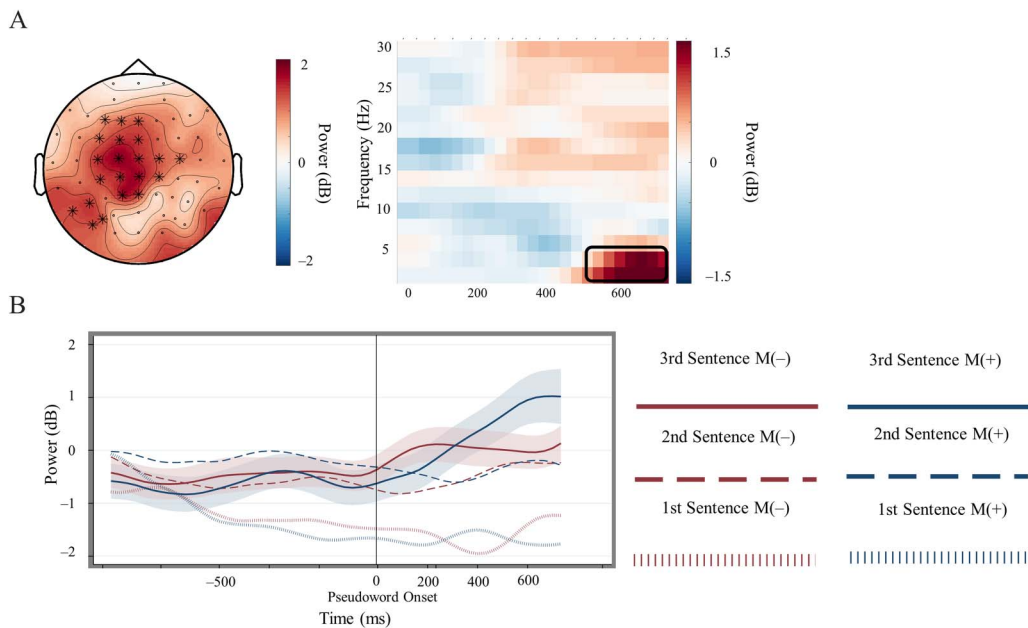 A
2
0
−2
Power (dB)
30
25
20
15
10
5
Frequency (Hz)
0
200
400
600
1.5
0
−1.5
Power (dB)
B
2
1
0
−1
−2
Power (dB)
−500
0
200
400
600
Pseudoword Onset
Time (ms)
3rd Sentence M(−)
3rd Sentence M(+)
2nd Sentence M(−)
2nd Sentence M(+)
1st Sentence M(−)
1st Sentence M(+)